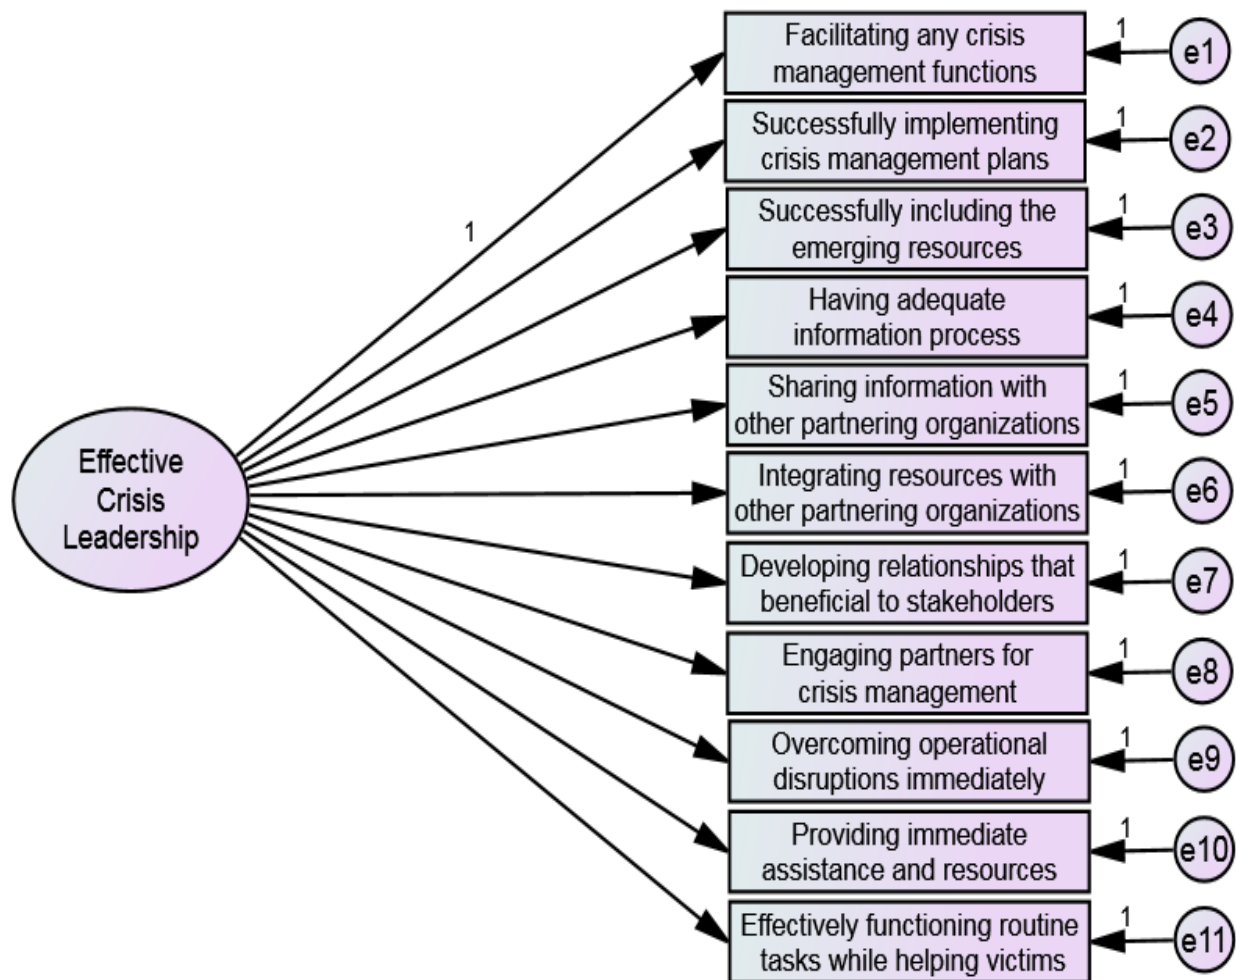 Facilitating any crisis
management functions
1
e1
Successfully implementing
crisis management plans
1
e2
Successfully including the
emerging resources
1
e3
1
Having adequate
information process
1
e4
Sharing information with
other partnering organizations
1
e5
Effective
Crisis
Leadership
Integrating resources with
other partnering organizations
1
e6
Developing relationships that
beneficial to stakeholders
1
e7
Engaging partners for
crisis management
1
e8
Overcoming operational
disruptions immediately
1
e9
Providing immediate
assistance and resources
1
e10
Effectively functioning routine
tasks while helping victims
1
e11